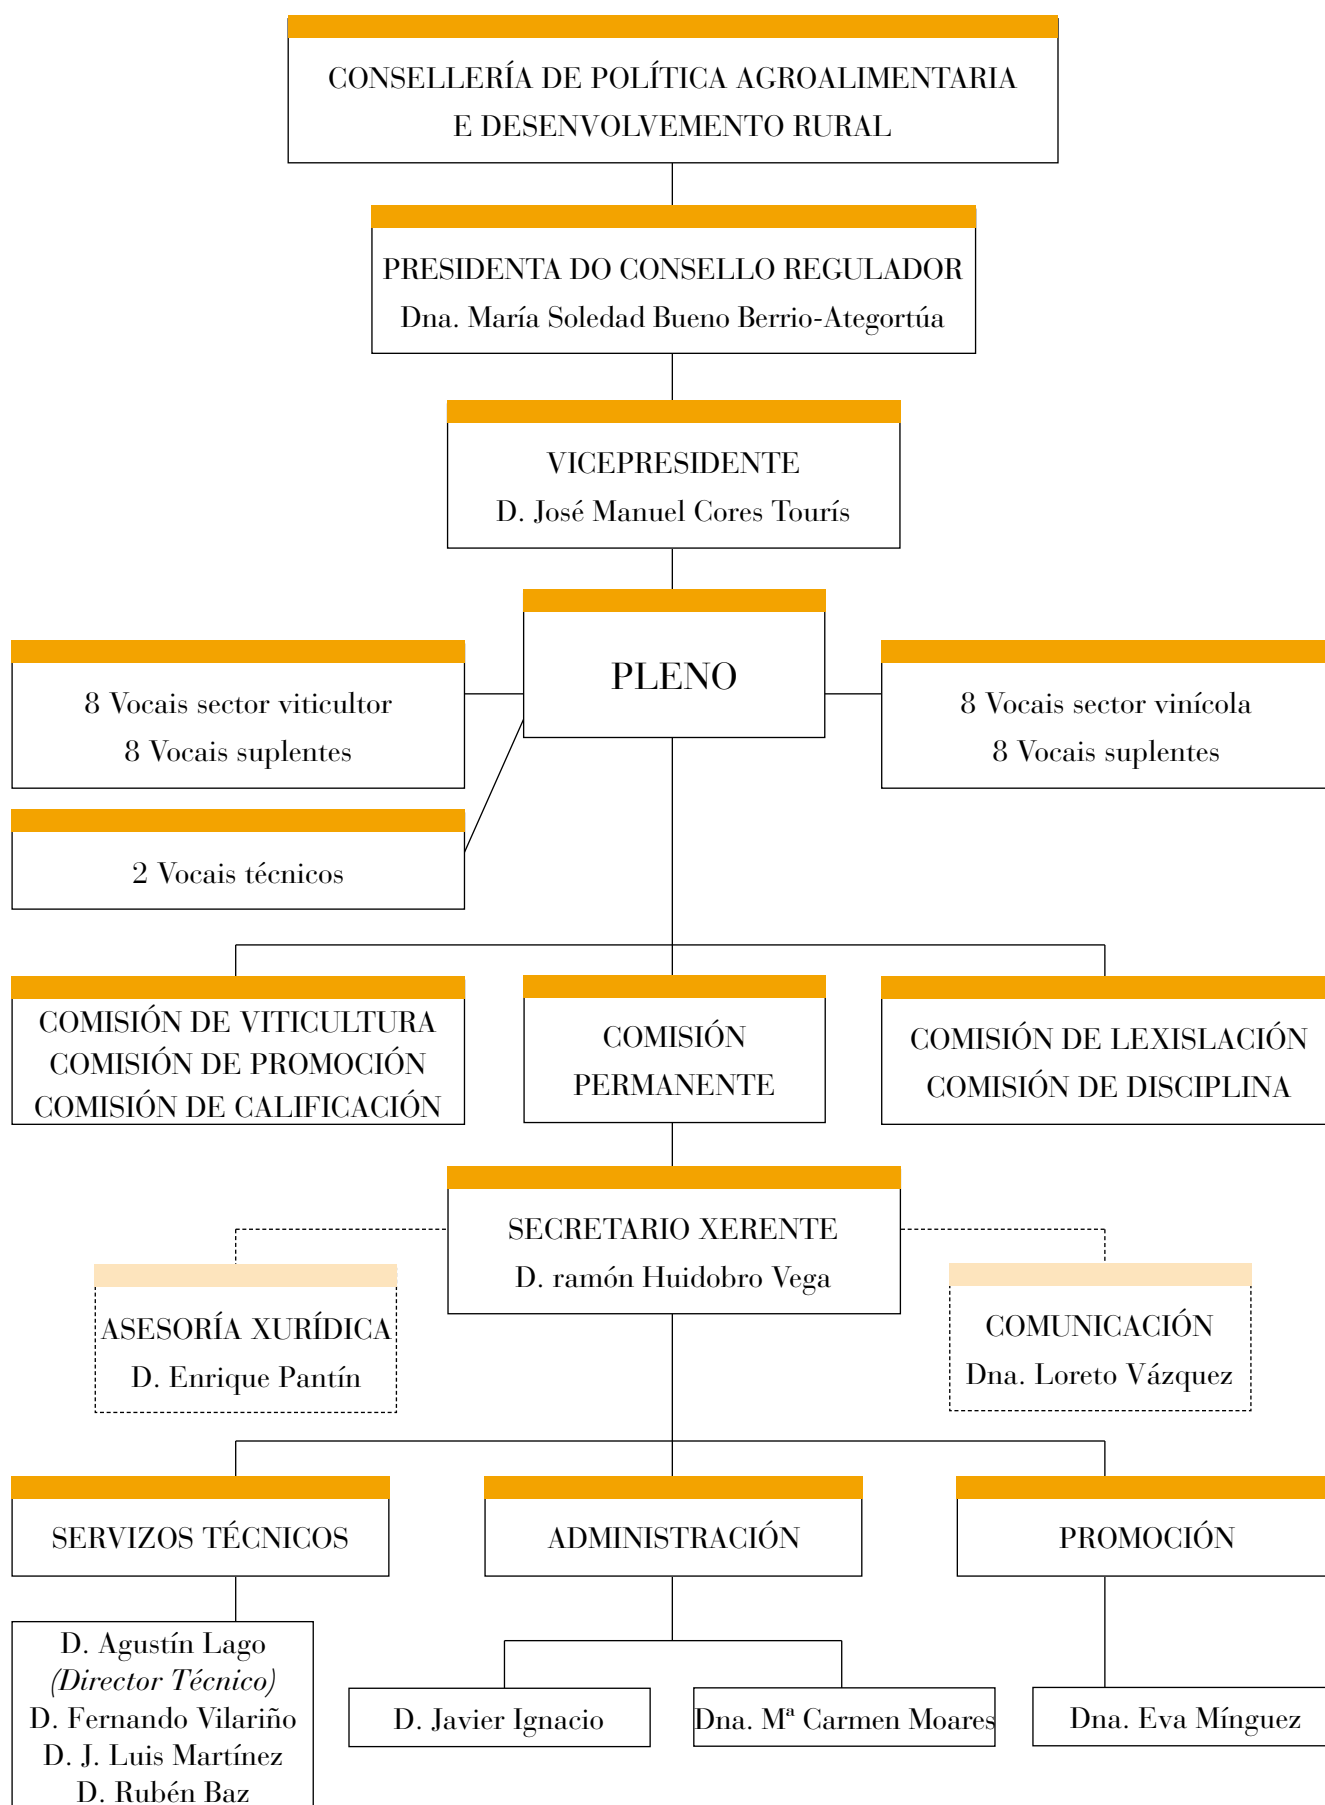 CONSELLERÍA DE POLÍTICA AGROALIMENTARIA
E DESENVOLVEMENTO RURAL
PRESIDENTA DO CONSELLO REGULADOR
Dna. María Soledad Bueno Berrio-Ategortúa
VICEPRESIDENTE
D. José Manuel Cores Tourís
PLENO
8 Vocais sector viticultor
8 Vocais suplentes
8 Vocais sector vinícola
8 Vocais suplentes
2 Vocais técnicos
COMISIÓN DE VITICULTURA
COMISIÓN DE PROMOCIÓN
COMISIÓN DE CALIFICACIÓN
COMISIÓN
PERMANENTE
COMISIÓN DE LEXISLACIÓN
COMISIÓN DE DISCIPLINA
SECRETARIO XERENTE
D. ramón Huidobro Vega
ASESORÍA XURÍDICA
D. Enrique Pantín
COMUNICACIÓN
Dna. Loreto Vázquez
SERVIZOS TÉCNICOS
ADMINISTRACIÓN
PROMOCIÓN
D. Agustín Lago
(Director Técnico)
D. Fernando Vilariño
D. J. Luis Martínez
D. Rubén Baz
D. Javier Ignacio
Dna. Mª Carmen Moares
Dna. Eva Mínguez